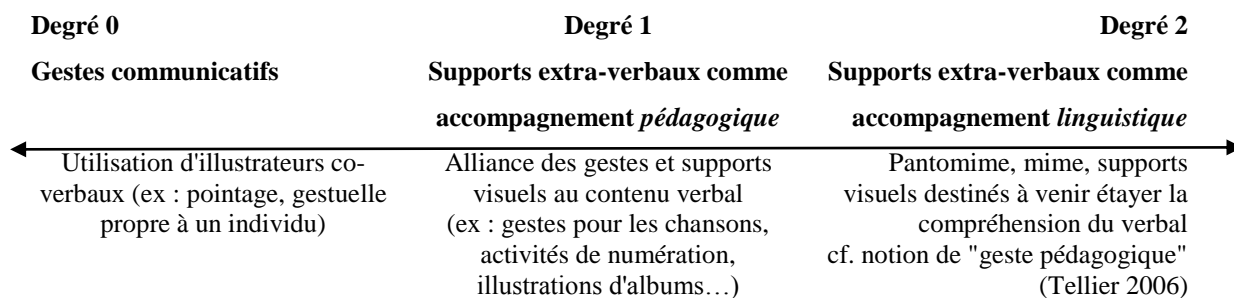 Degré 0
Gestes communicatifs
Utilisation d'illustrateurs co-
verbaux (ex : pointage, gestuelle
propre à un individu)
Degré 1
Supports extra-verbaux comme
accompagnement pédagogique
Alliance des gestes et supports
visuels au contenu verbal
(ex : gestes pour les chansons,
activités de numération,
illustrations d'albums…)
Degré 2
Supports extra-verbaux comme
accompagnement linguistique
Pantomime, mime, supports
visuels destinés à venir étayer la
compréhension du verbal
cf. notion de "geste pédagogique"
(Tellier 2006)